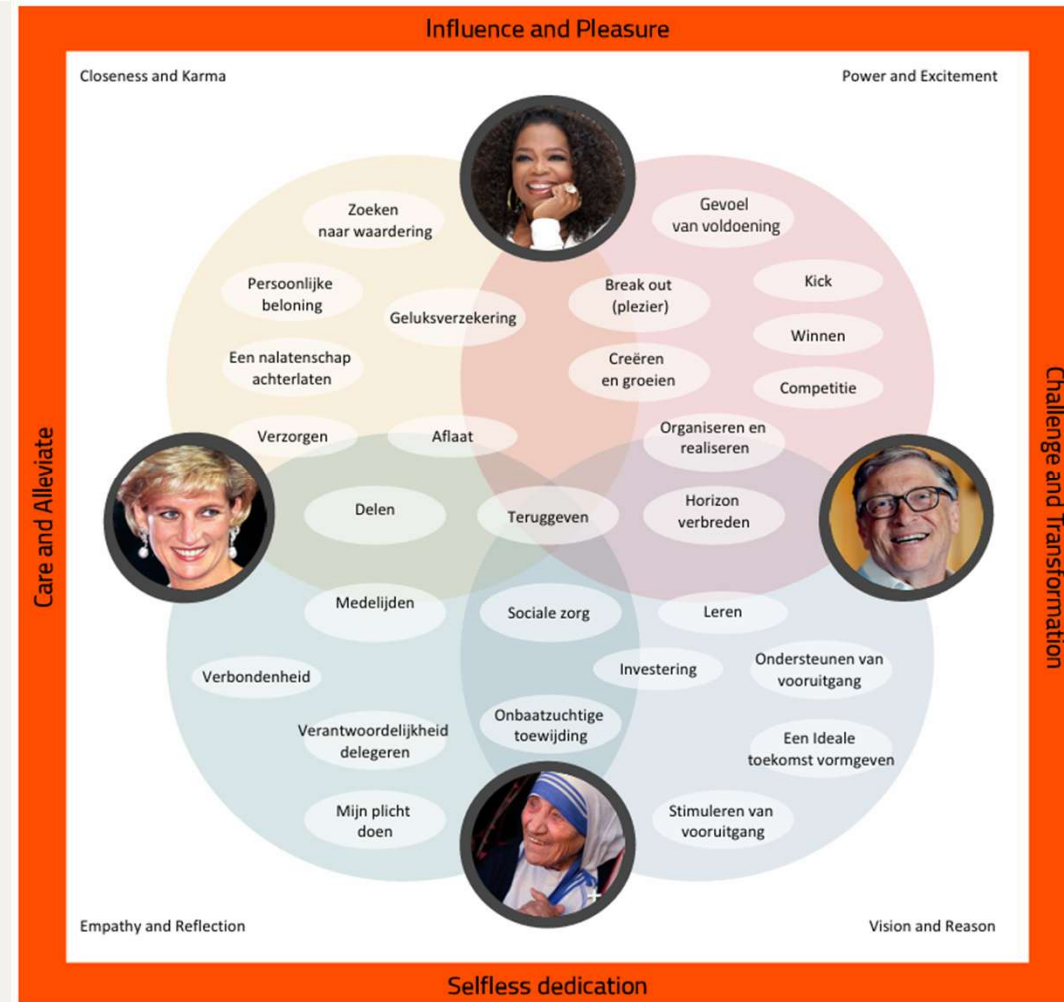 Influence and Pleasure
Closeness and Karma
Power and Excitement
Zoeken
naar waardering
Gevoel
van voldoening
Persoonlijke
beloning
Geluksverzekering
Break out
(plezier)
Kick
Winnen
Een nalatenschap
achterlaten
Creëren
en groeien
Competitie
Verzorgen
Aflaat
Organiseren en
realiseren
Care and Alleviate
Challenge and Transformation
Delen
Teruggeven
Horizon
verbreden
Medelijden
Sociale zorg
Leren
Verbondenheid
Investering
Ondersteunen van
vooruitgang
Verantwoordelijkheid
delegeren
Onbaatzuchtige
toewijding
Een Ideale
toekomst vormgeven
Mijn plicht
doen
Stimuleren van
vooruitgang
Empathy and Reflection
Vision and Reason
Selfless dedication